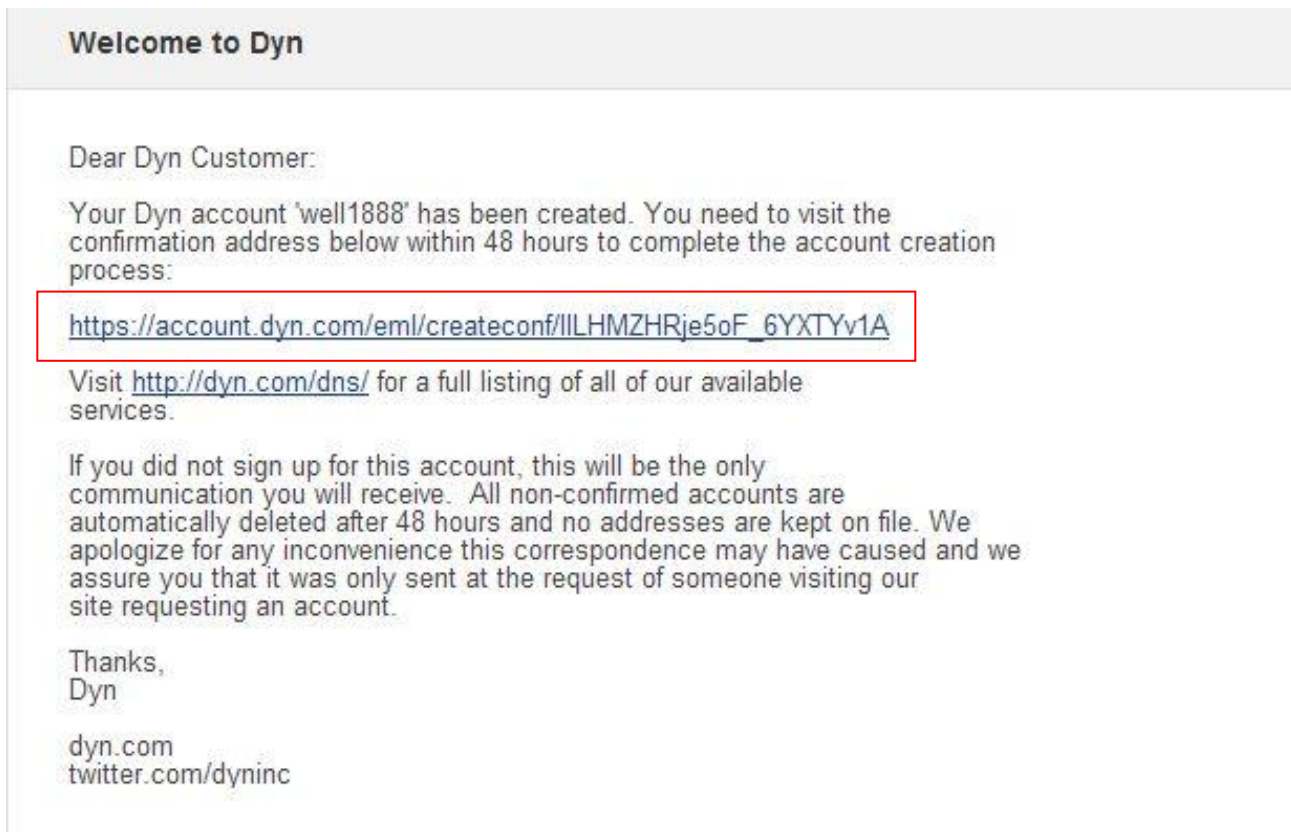 Welcome to Dyn
Dear Dyn Customer:
Your Dyn account 'well1888' has been created. You need to visit the
confirmation address below within 48 hours to complete the account creation
process:
https://account.dyn.com/eml/createconf/IILHMZHRje5oF_6YXTYv1A
Visit http://dyn.com/dns/ for a full listing of all of our available
services.
If you did not sign up for this account, this will be the only
communication you will receive.  All non-confirmed accounts are
automatically deleted after 48 hours and no addresses are kept on file. We
apologize for any inconvenience this correspondence may have caused and we
assure you that it was only sent at the request of someone visiting our
site requesting an account.
Thanks,
Dyn
dyn.com
twitter.com/dyninc